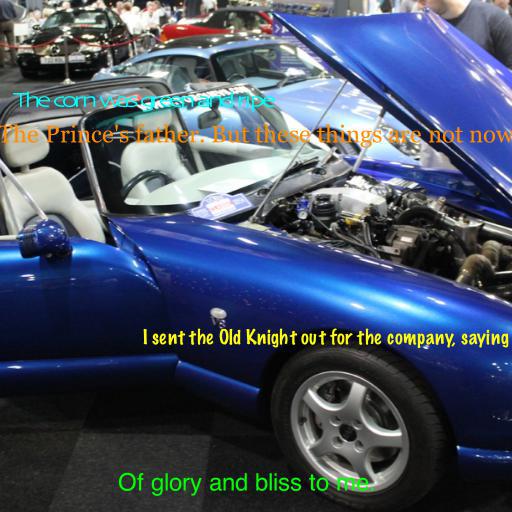 The corn was green and ripe
The Prince's father. But these things are not now
I sent the Old Knight out for the company, saying
Of glory and bliss to me.